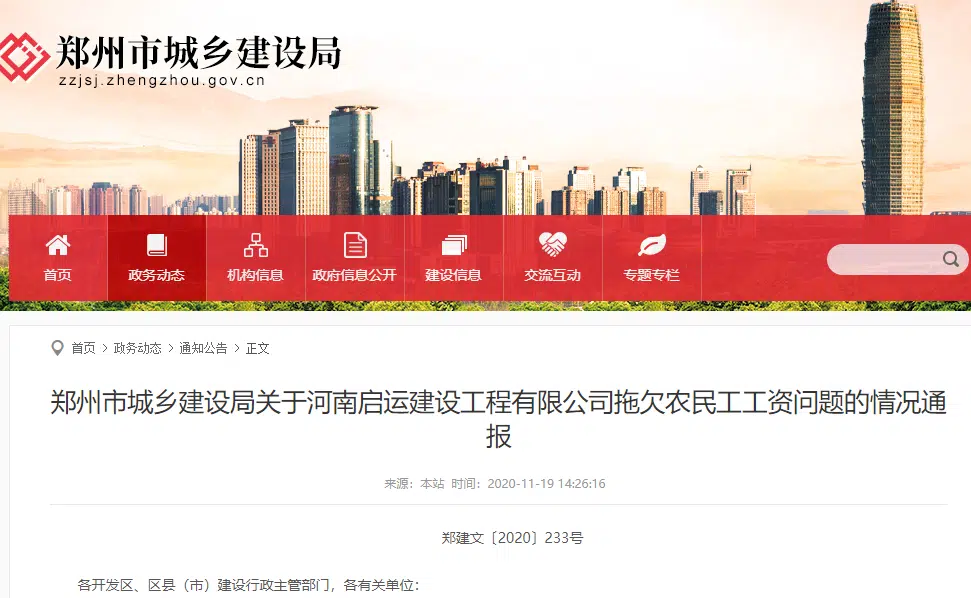 郑州市城乡建设局
zzjsj.zhengzhou.gov.cn
首页 政务动态 机构信息 政府信息公开 建设信息 交流互动 专题专栏
首页 > 政务动态 > 通知公告 > 正文
郑州市城乡建设局关于河南启运建设工程有限公司拖欠农民工工资问题的情况通
报
来源：本站 时间：2020-11-19 14:26:16
郑建文〔2020〕233号
各开发区、区县（市）建设行政主管部门，各有关单位：